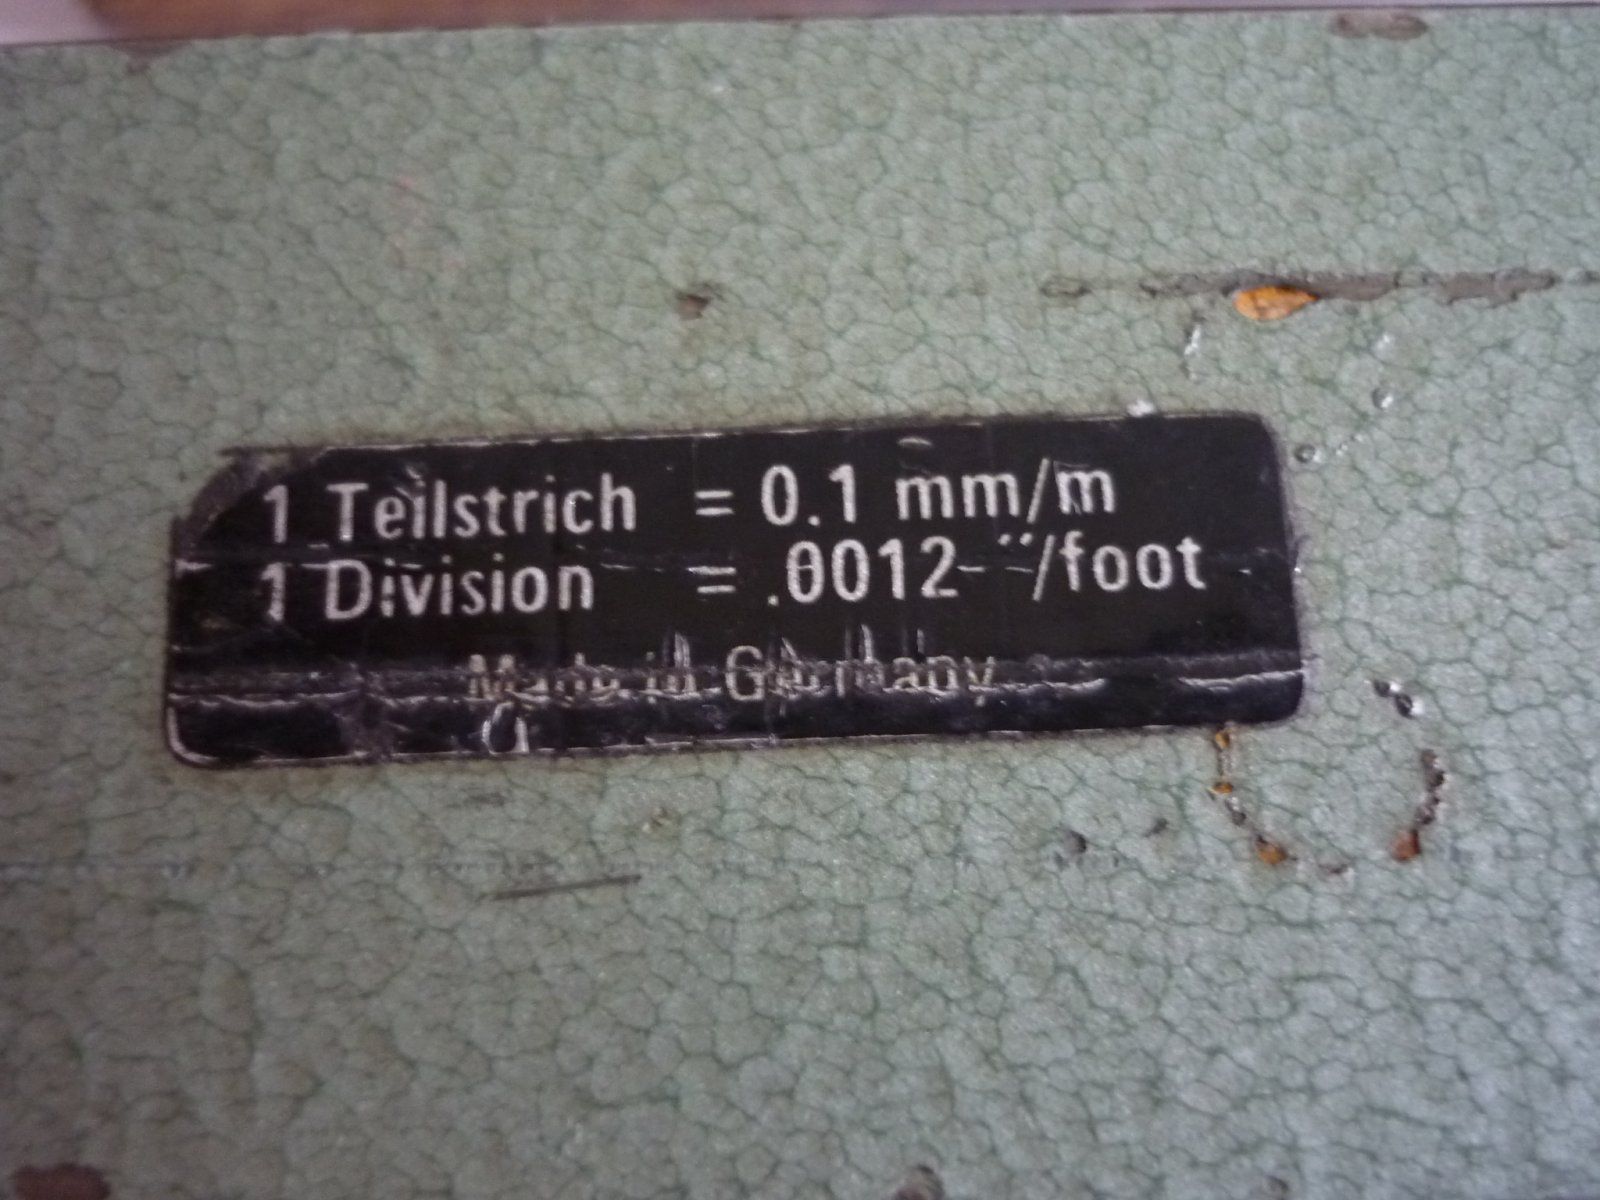 1 Teilstrich = 0.1 mm/m
1 Division = .0012 ″/foot
Made in Germany